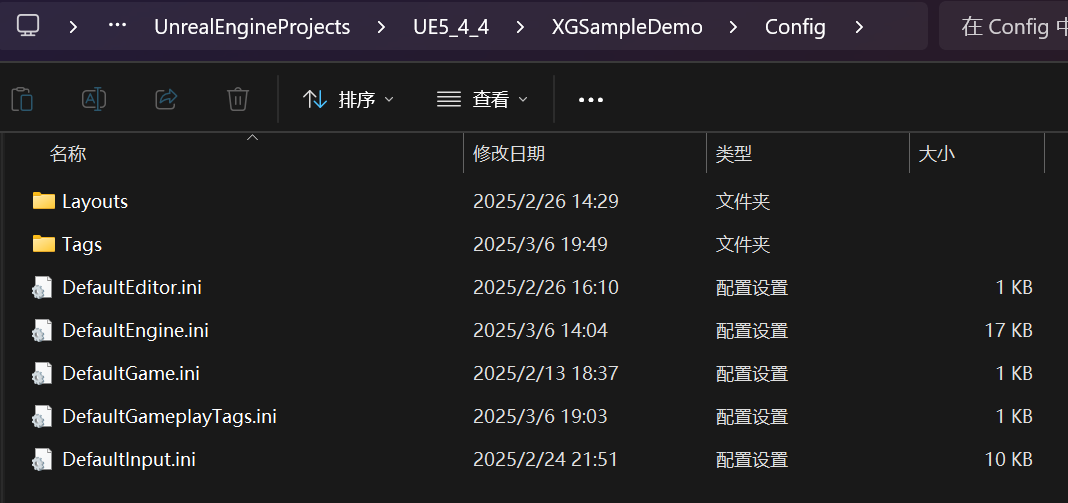 UnrealEngineProjects > UE5_4_4 > XGSampleDemo > Config > 在 Config 中
排序 查看
名称 修改日期 类型 大小
Layouts 2025/2/26 14:29 文件夹
Tags 2025/3/6 19:49 文件夹
DefaultEditor.ini 2025/2/26 16:10 配置设置 1 KB
DefaultEngine.ini 2025/3/6 14:04 配置设置 17 KB
DefaultGame.ini 2025/2/13 18:37 配置设置 1 KB
DefaultGameplayTags.ini 2025/3/6 19:03 配置设置 1 KB
DefaultInput.ini 2025/2/24 21:51 配置设置 10 KB